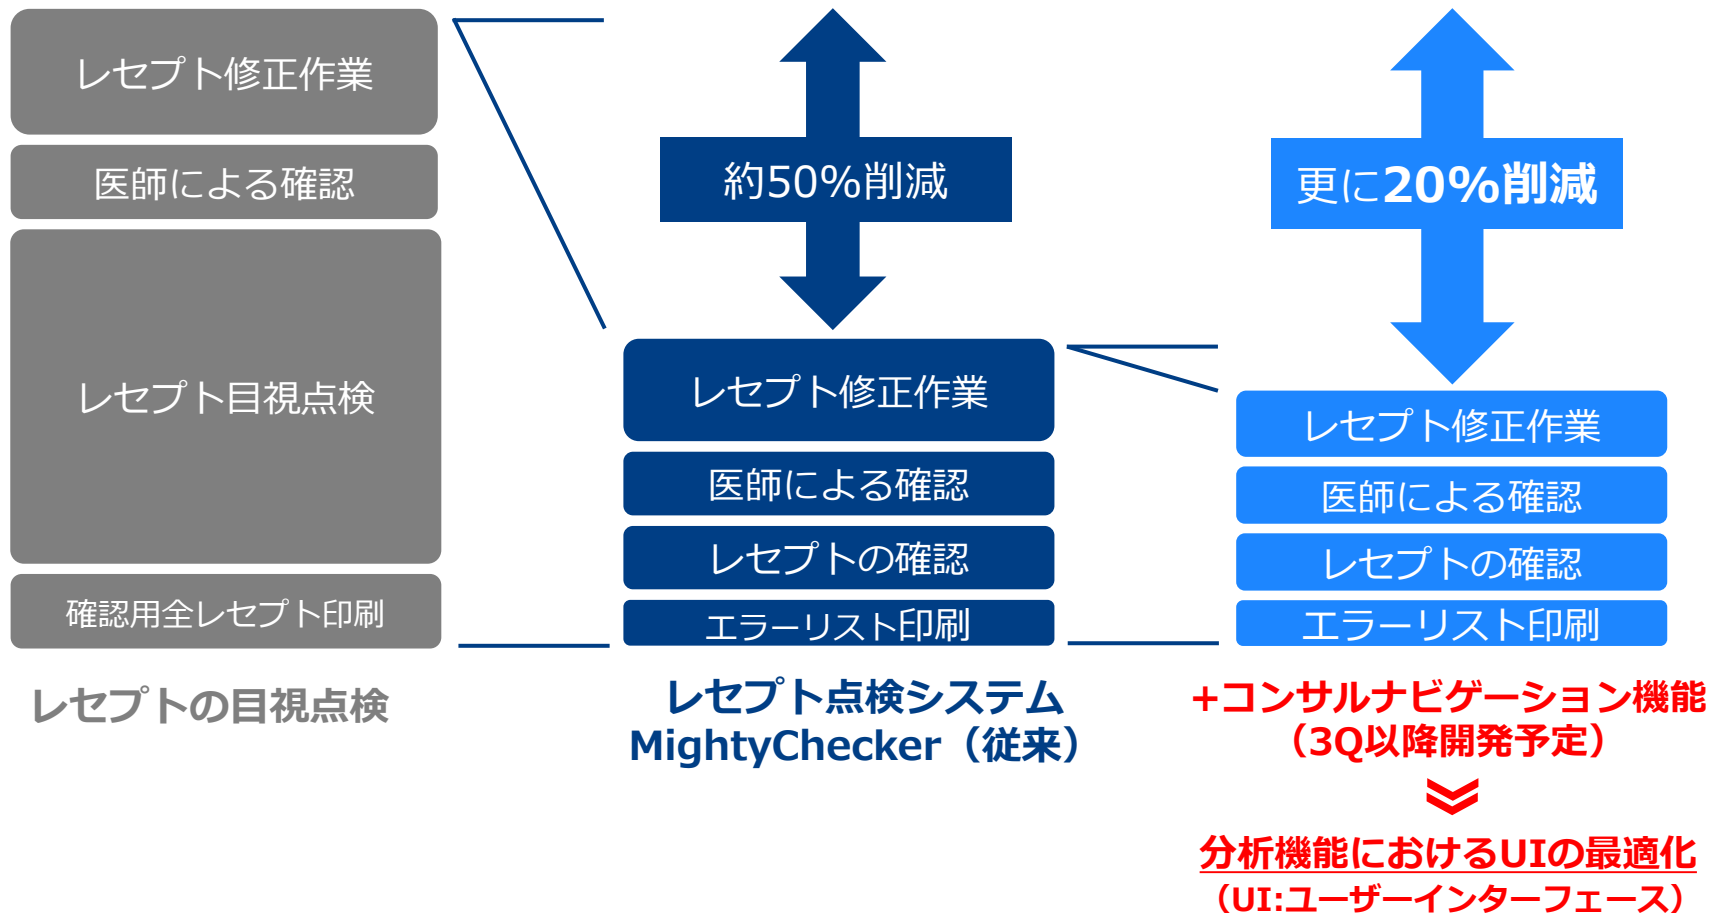 レセプト修正作業
医師による確認
レセプト目視点検
確認用全レセプト印刷
レセプトの目視点検
約50%削減
レセプト修正作業
医師による確認
レセプトの確認
エラーリスト印刷
レセプト点検システム
MightyChecker（従来）
更に20%削減
レセプト修正作業
医師による確認
レセプトの確認
エラーリスト印刷
+コンサルナビゲーション機能
（3Q以降開発予定）
分析機能におけるUIの最適化
（UI:ユーザーインターフェース）